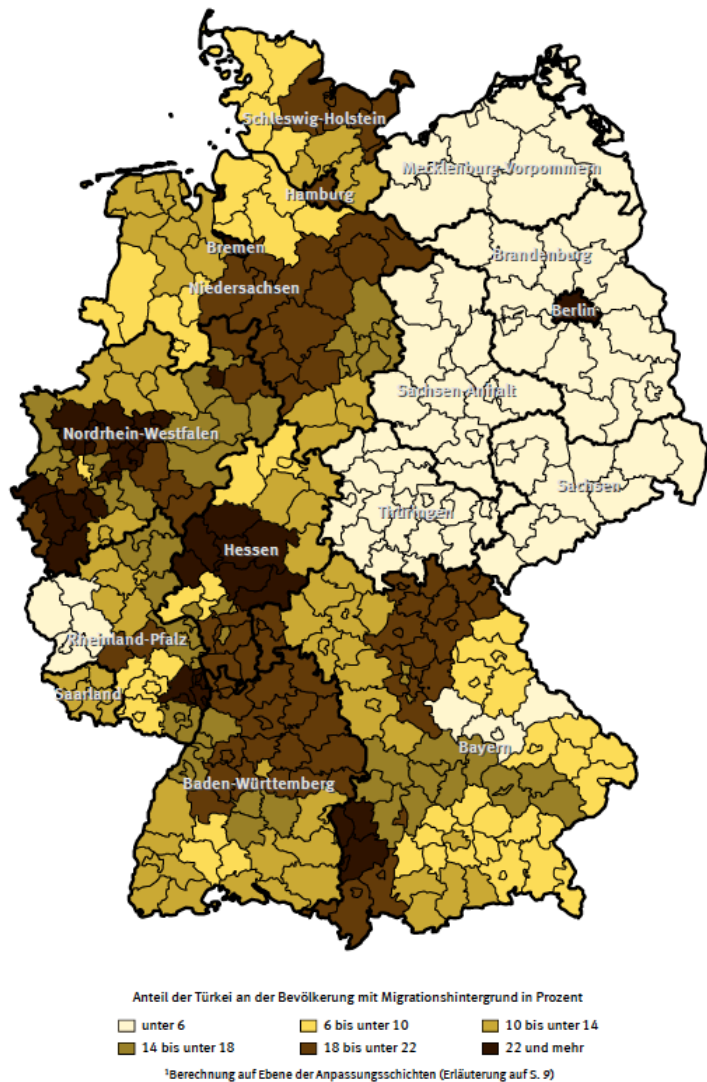 Schleswig-Holstein
Mecklenburg-Vorpommern
Hamburg
Bremen
Brandenburg
Niedersachsen
Berlin
Sachsen-Anhalt
Nordrhein-Westfalen
Sachsen
Thüringen
Hessen
Rheinland-Pfalz
Saarland
Bayern
Baden-Württemberg
Anteil der Türkei an der Bevölkerung mit Migrationshintergrund in Prozent
unter 6 6 bis unter 10 10 bis unter 14
14 bis unter 18 18 bis unter 22 22 und mehr
¹Berechnung auf Ebene der Anpassungsschichten (Erläuterung auf S. 9)